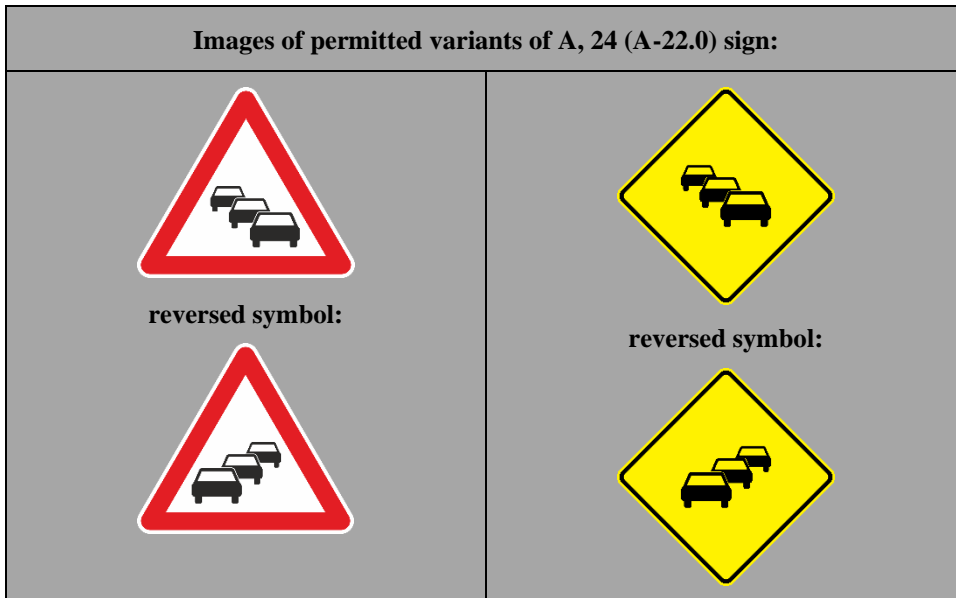 Images of permitted variants of A, 24 (A-22.0) sign:
reversed symbol:
reversed symbol: